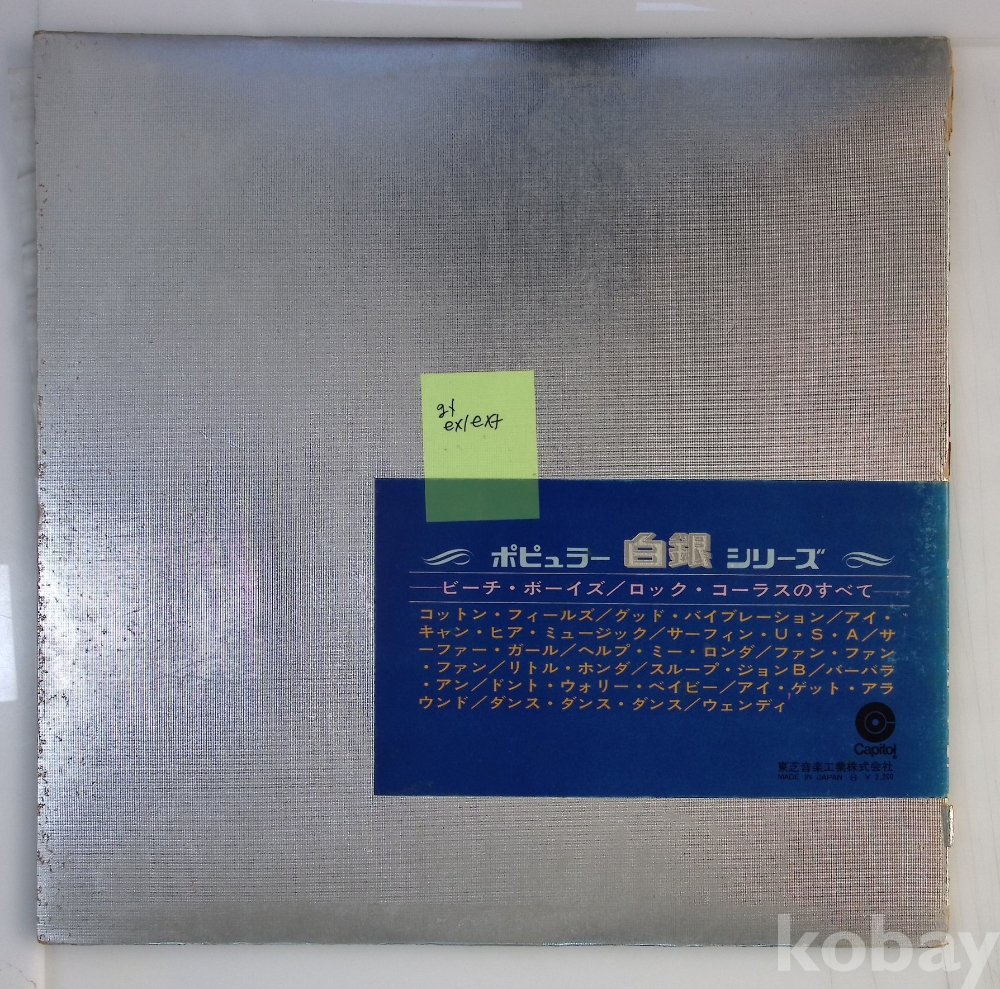 gt
ex/ex+
ポピュラー 白銀 シリーズ
ビーチ・ボーイズ/ロック・コーラスのすべて
コットン・フィールズ/グッド・バイブレーション/アイ・
キャン・ヒア・ミュージック/サーフィン・U・S・A/サ
ーファー・ガール/ヘルプ・ミー・ロンダ/ファン・ファン
・ファン/リトル・ホンダ/スループ・ジョンB/バーバラ
・アン/ドント・ウォリー・ベイビー/アイ・ゲット・アラ
ウンド/ダンス・ダンス・ダンス/ウェンディ
Capitol
東芝音楽工業株式会社
MADE IN JAPAN
kobay